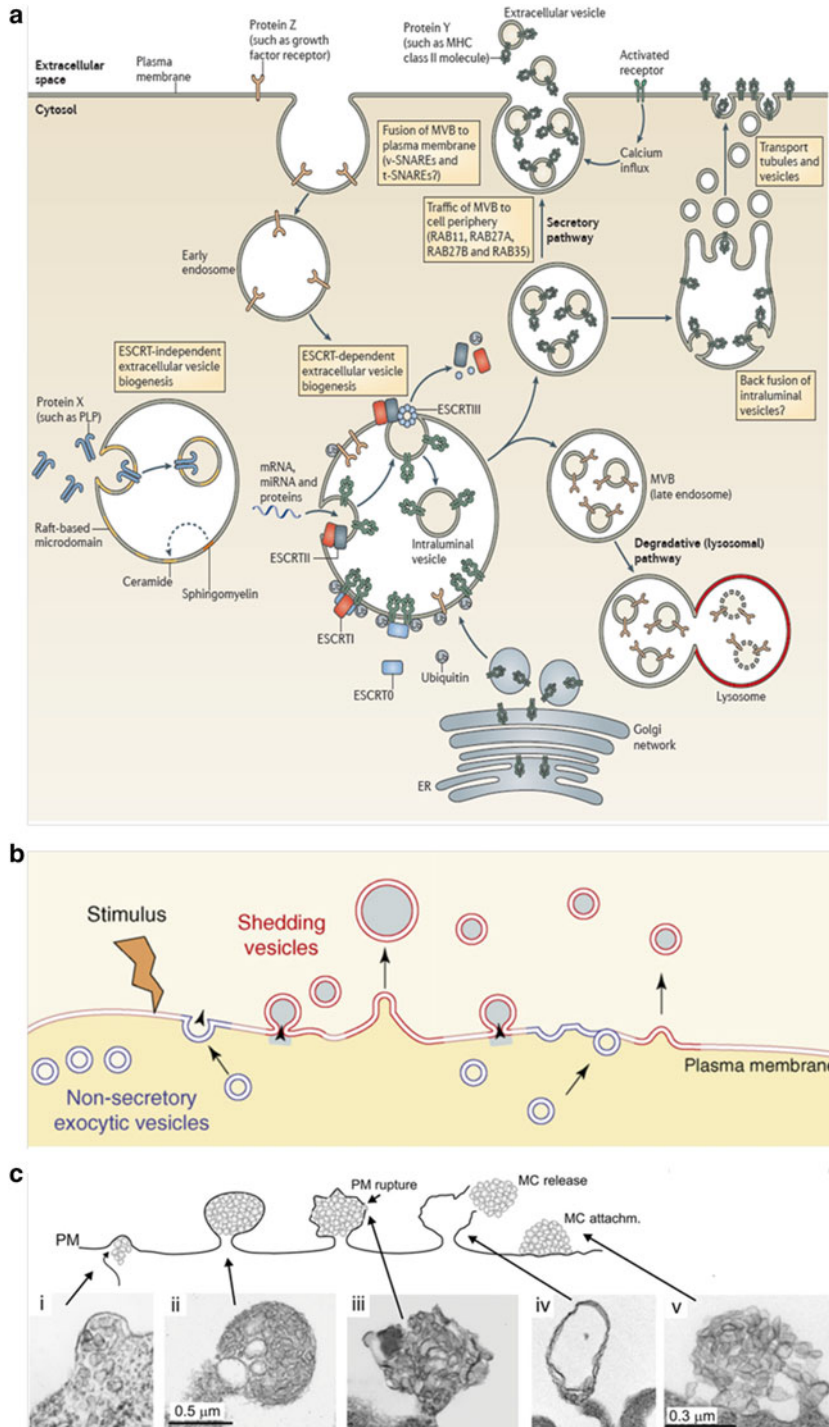 a
Extracellular
space
Cytosol
Plasma
membrane
Protein Z
(such as growth
factor receptor)
Protein Y
(such as MHC
class II molecule)
Extracellular vesicle
Activated
receptor
Fusion of MVB to
plasma membrane
(v-SNAREs and
t-SNAREs?)
Calcium
influx
Transport
tubules and
vesicles
Traffic of MVB to
cell periphery
(RAB11, RAB27A,
RAB27B and RAB35)
Secretory
pathway
Early
endosome
ESCRT-independent
extracellular vesicle
biogenesis
ESCRT-dependent
extracellular vesicle
biogenesis
Back fusion of
intraluminal
vesicles?
Protein X
(such as PLP)
ESCRTIII
mRNA,
miRNA and
proteins
MVB
(late endosome)
Raft-based
microdomain
ESCRTII
Intraluminal
vesicle
Ceramide
Sphingomyelin
Degradative (lysosomal)
pathway
ESCRTI
Ubiquitin
ESCRT0
Lysosome
Golgi
network
ER
b
Stimulus
Shedding
vesicles
Non-secretory
exocytic vesicles
Plasma membrane
c
PM
PM rupture
MC release
MC attachm.
i
ii
iii
iv
v
0.5 µm
0.3 µm